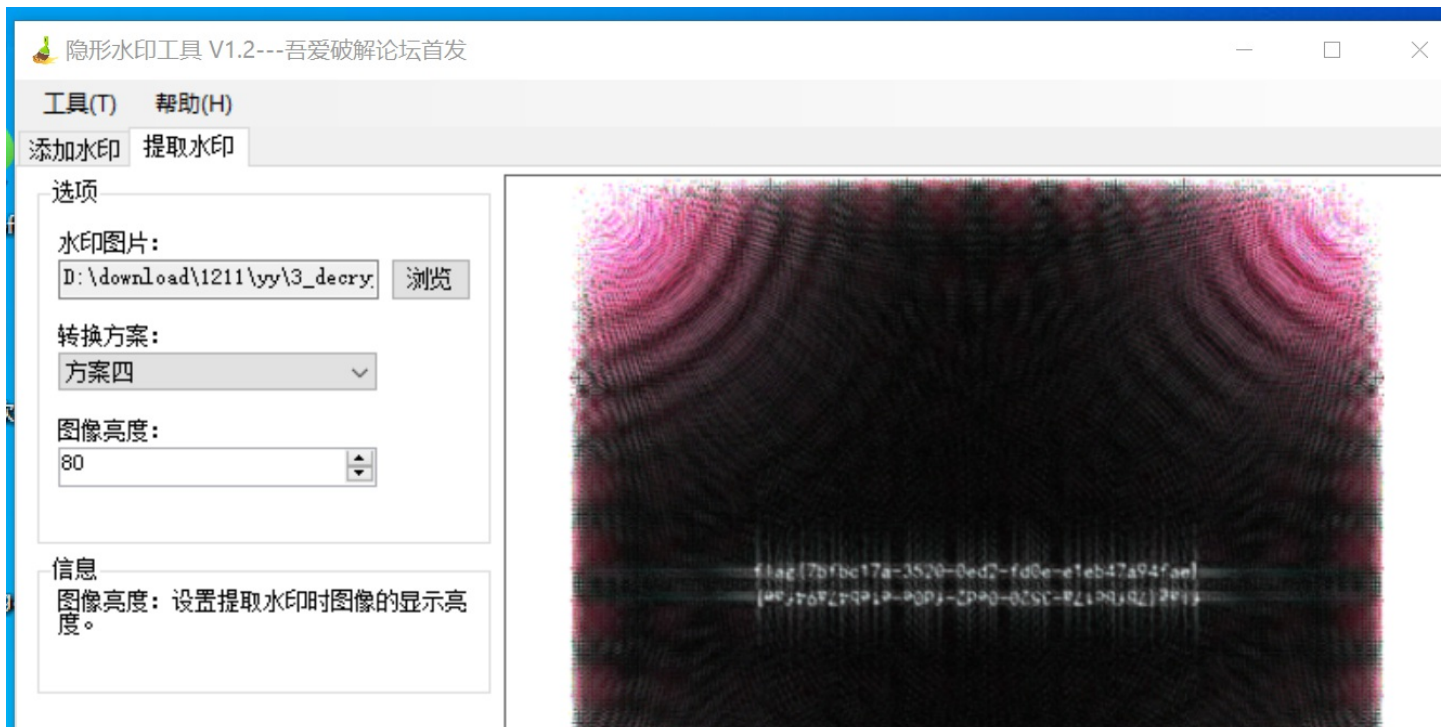 隐形水印工具 V1.2---吾爱破解论坛首发
工具(T) 帮助(H)
添加水印 提取水印
选项
水印图片：
D:\download\1211\yy\3_decry
浏览
转换方案：
方案四
图像亮度：
80
信息
图像亮度：设置提取水印时图像的显示亮
度。
flag{7bfbc17a-3520-0ed2-fd0e-e1eb47a94fae}